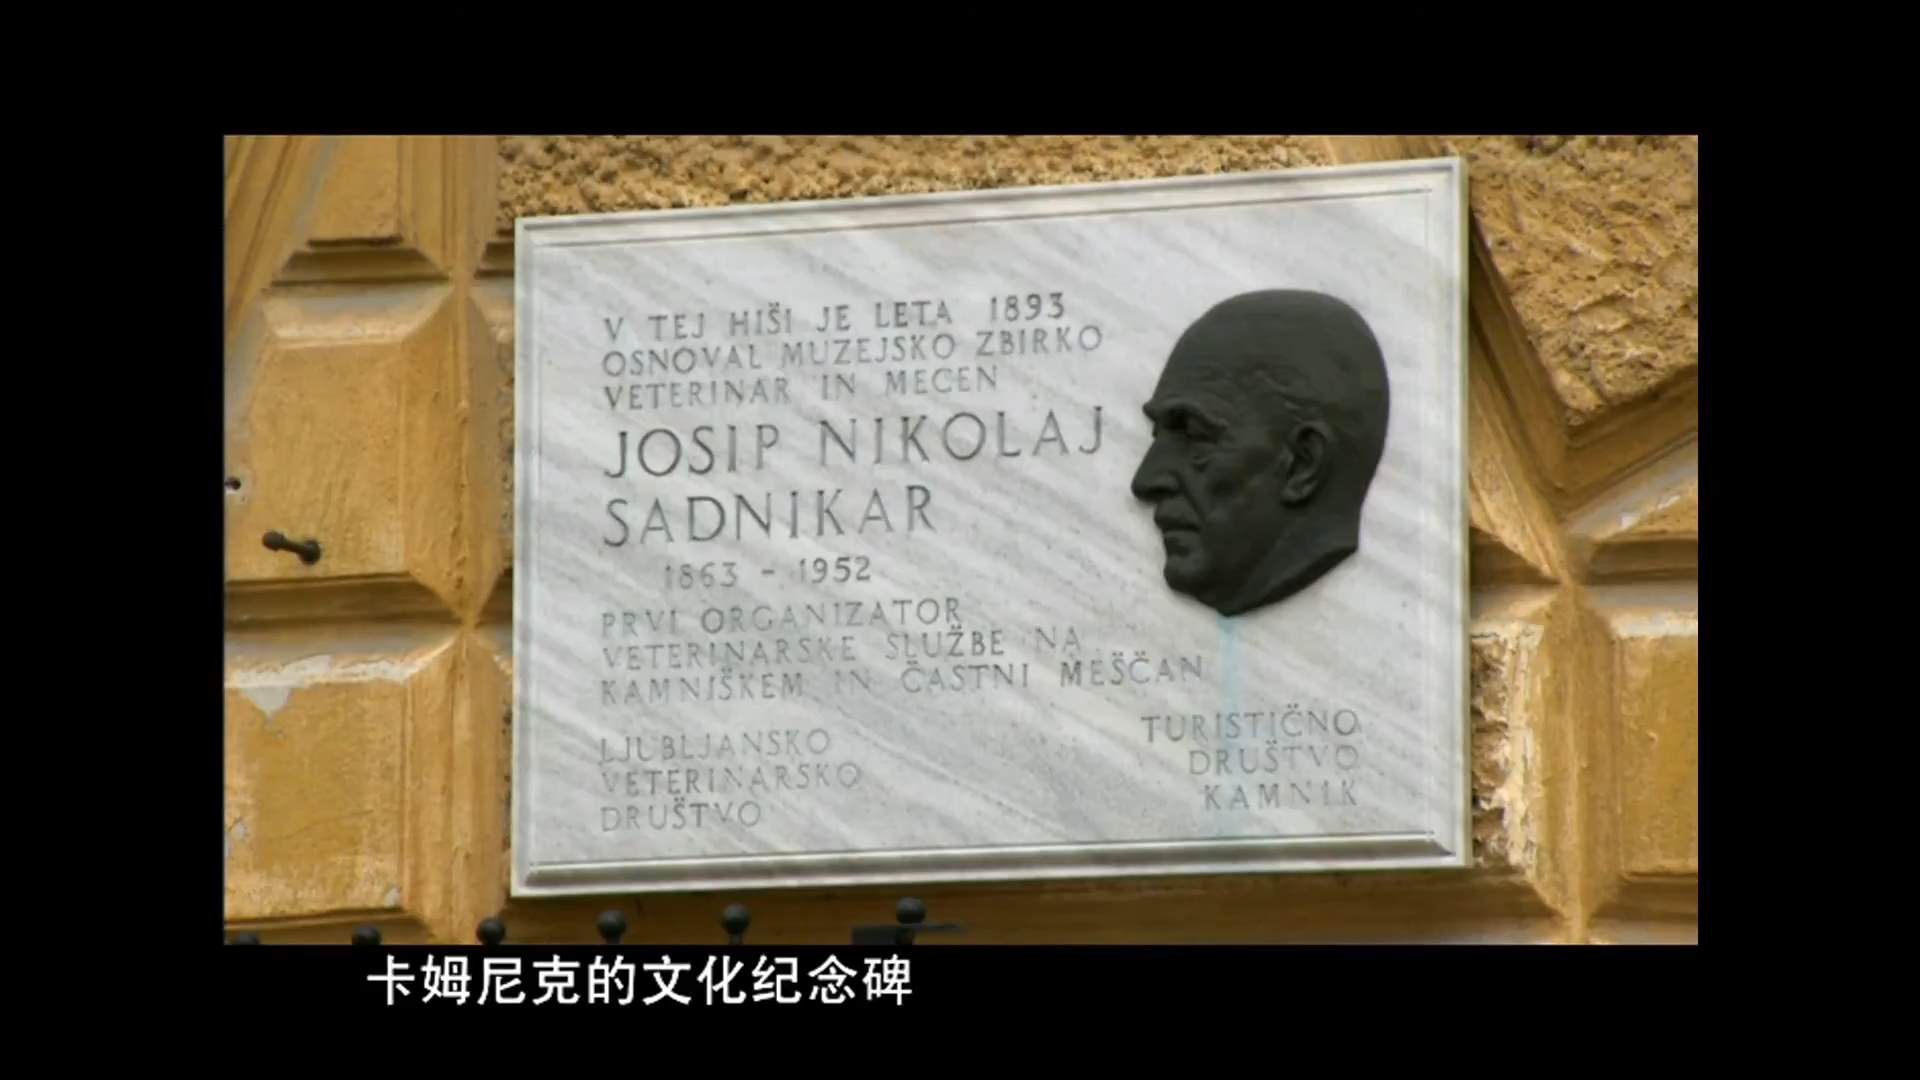 V TEJ HIŠI JE LETA 1893
OSNOVAL MUZEJSKO ZBIRKO
VETERINAR IN MECEN
JOSIP NIKOLAJ
SADNIKAR
1863 - 1952
PRVI ORGANIZATOR
VETERINARSKE SLUŽBE NA
KAMNIŠKEM IN ČASTNI MEŠČAN
LJUBLJANSKO
VETERINARSKO
DRUŠTVO
TURISTIČNO
DRUŠTVO
KAMNIK
卡姆尼克的文化纪念碑